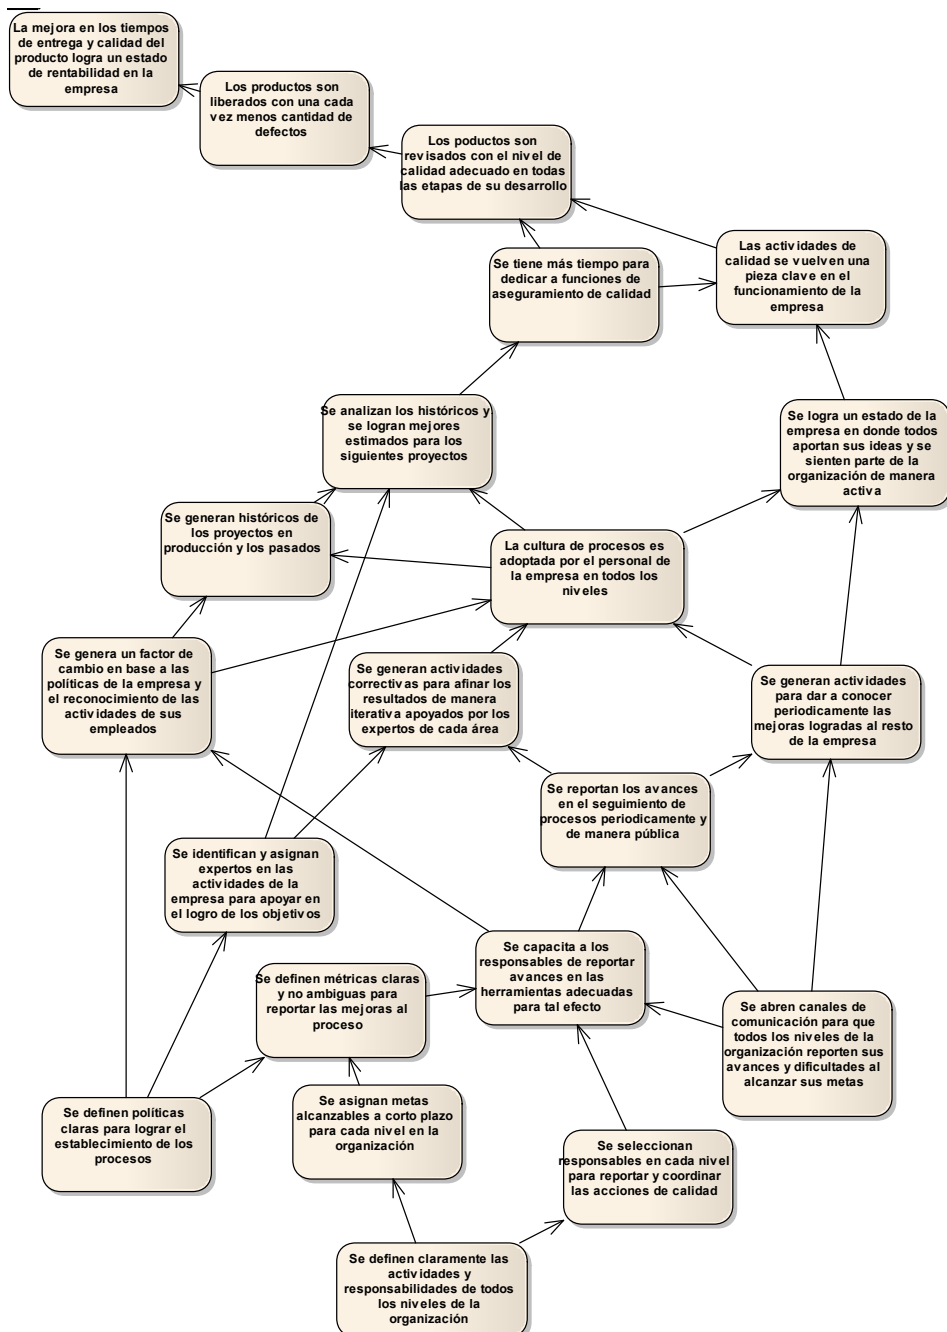 La mejora en los tiempos
de entrega y calidad del
producto logra un estado
de rentabilidad en la
empresa
Los productos son
liberados con una cada
vez menos cantidad de
defectos
Los poductos son
revisados con el nivel de
calidad adecuado en todas
las etapas de su desarrollo
Las actividades de
calidad se vuelven una
pieza clave en el
funcionamiento de la
empresa
Se tiene más tiempo para
dedicar a funciones de
aseguramiento de calidad
Se analizan los históricos y
se logran mejores
estimados para los
siguientes proyectos
Se logra un estado de la
empresa en donde todos
aportan sus ideas y se
sienten parte de la
organización de manera
activa
Se generan históricos de
los proyectos en
producción y los pasados
La cultura de procesos es
adoptada por el personal de
la empresa en todos los
niveles
Se genera un factor de
cambio en base a las
políticas de la empresa y
el reconocimiento de las
actividades de sus
empleados
Se generan actividades
correctivas para afinar los
resultados de manera
iterativa apoyados por los
expertos de cada área
Se generan actividades
para dar a conocer
periodicamente las
mejoras logradas al resto
de la empresa
Se reportan los avances
en el seguimiento de
procesos periodicamente y
de manera pública
Se identifican y asignan
expertos en las
actividades de la
empresa para apoyar en
el logro de los objetivos
Se capacita a los
responsables de reportar
avances en las
herramientas adecuadas
para tal efecto
Se definen métricas claras
y no ambiguas para
reportar las mejoras al
proceso
Se abren canales de
comunicación para que
todos los niveles de la
organización reporten sus
avances y dificultades al
alcanzar sus metas
Se definen políticas
claras para lograr el
establecimiento de los
procesos
Se asignan metas
alcanzables a corto plazo
para cada nivel en la
organización
Se seleccionan
responsables en cada nivel
para reportar y coordinar
las acciones de calidad
Se definen claramente las
actividades y
responsabilidades de todos
los niveles de la
organización